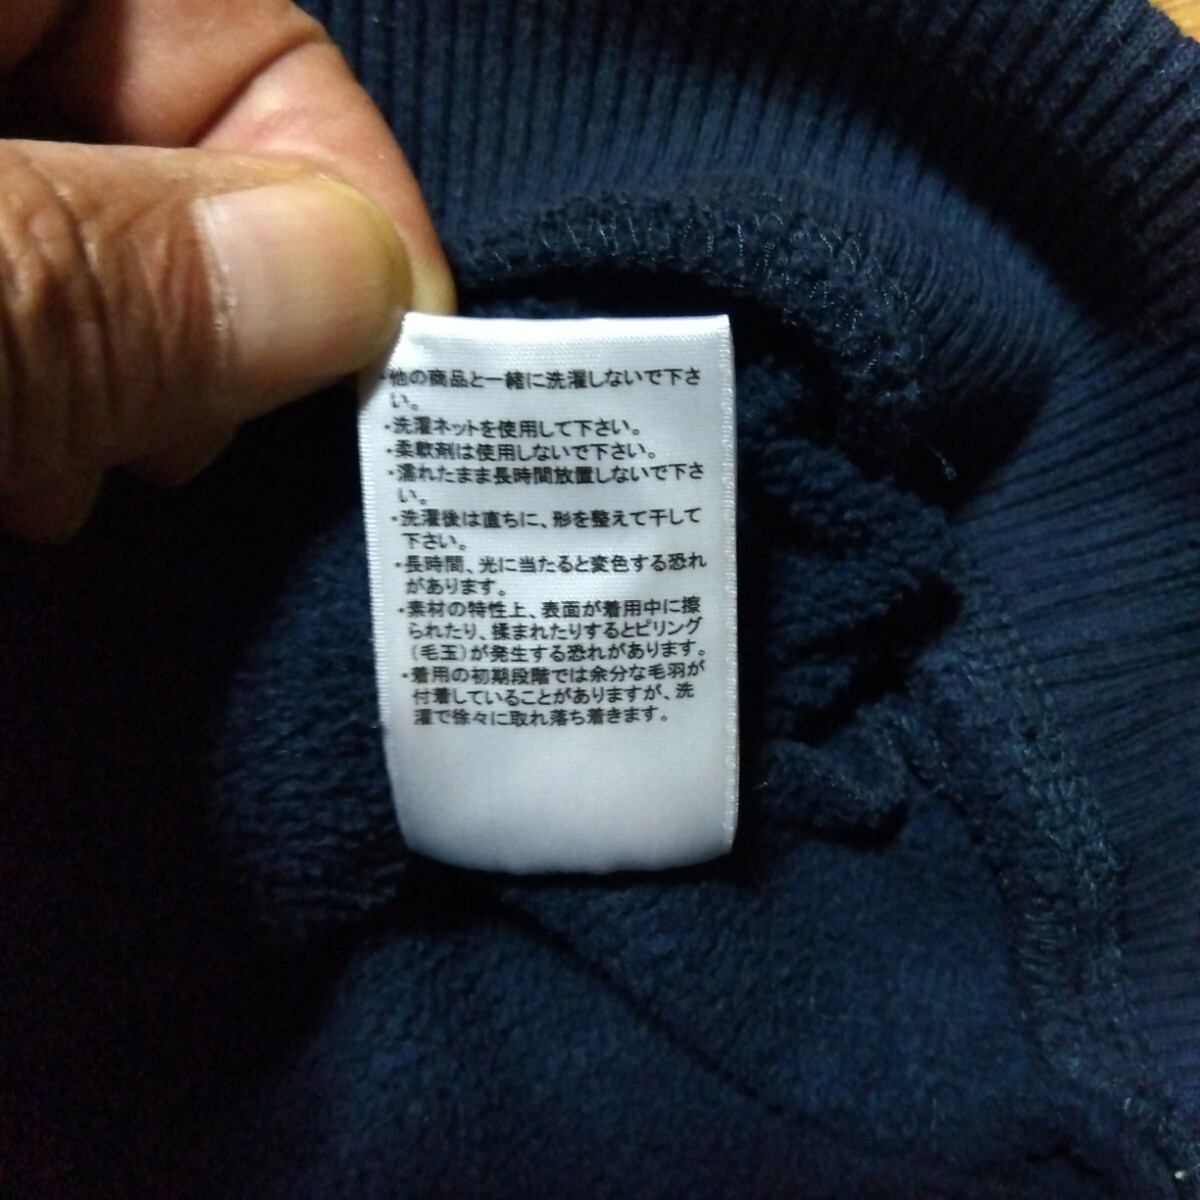 ・他の商品と一緒に洗濯しないで下さ
い。
・洗濯ネットを使用して下さい。
・柔軟剤は使用しないで下さい。
・濡れたまま長時間放置しないで下さ
い。
・洗濯後は直ちに、形を整えて干して
下さい。
・長時間、光に当たると変色する恐れ
があります。
・素材の特性上、表面が着用中に擦
られたり、揉まれたりするとピリング
(毛玉)が発生する恐れがあります。
・着用の初期段階では余分な毛羽が
付着していることがありますが、洗
濯で徐々に取れ落ち着きます。